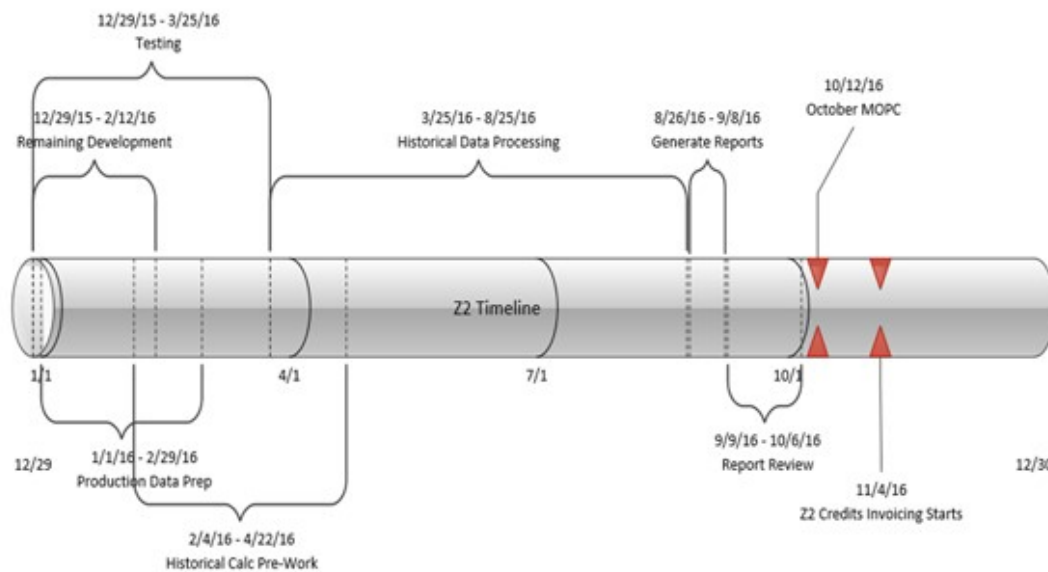 12/29/15 - 3/25/16
Testing
12/29/15 - 2/12/16
Remaining Development
3/25/16 - 8/25/16
Historical Data Processing
8/26/16 - 9/8/16
Generate Reports
10/12/16
October MOPC
Z2 Timeline
1/1
4/1
7/1
10/1
12/29
1/1/16 - 2/29/16
Production Data Prep
9/9/16 - 10/6/16
Report Review
12/30
11/4/16
Z2 Credits Invoicing Starts
2/4/16 - 4/22/16
Historical Calc Pre-Work